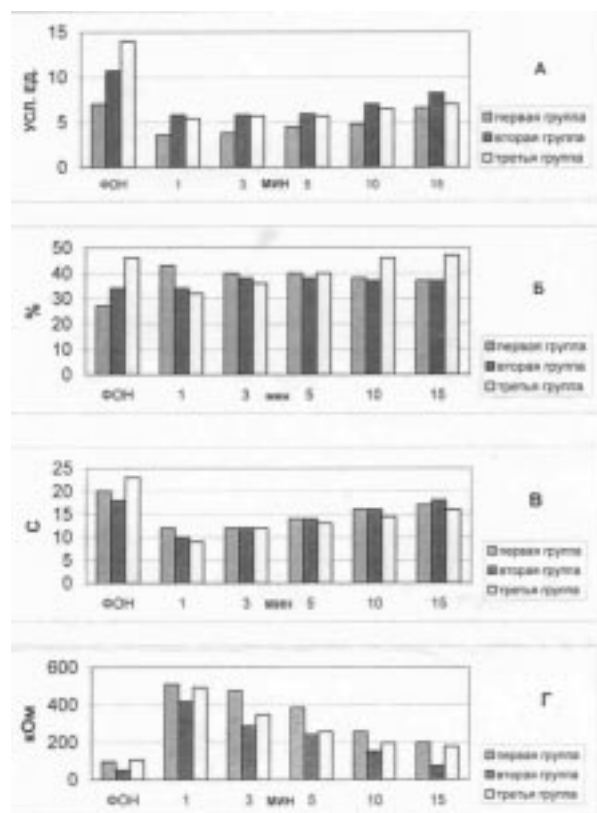 15
10
5
0
усл. ед.
ФОН
1
3
мин
5
10
15
А
первая группа
вторая группа
третья группа
50
40
30
20
10
0
%
ФОН
1
3
мин
5
10
15
Б
первая группа
вторая группа
третья группа
25
20
15
10
5
0
С
ФОН
1
3
мин
5
10
15
В
первая группа
вторая группа
третья группа
600
400
200
0
кОм
ФОН
1
3
мин
5
10
15
Г
первая группа
вторая группа
третья группа